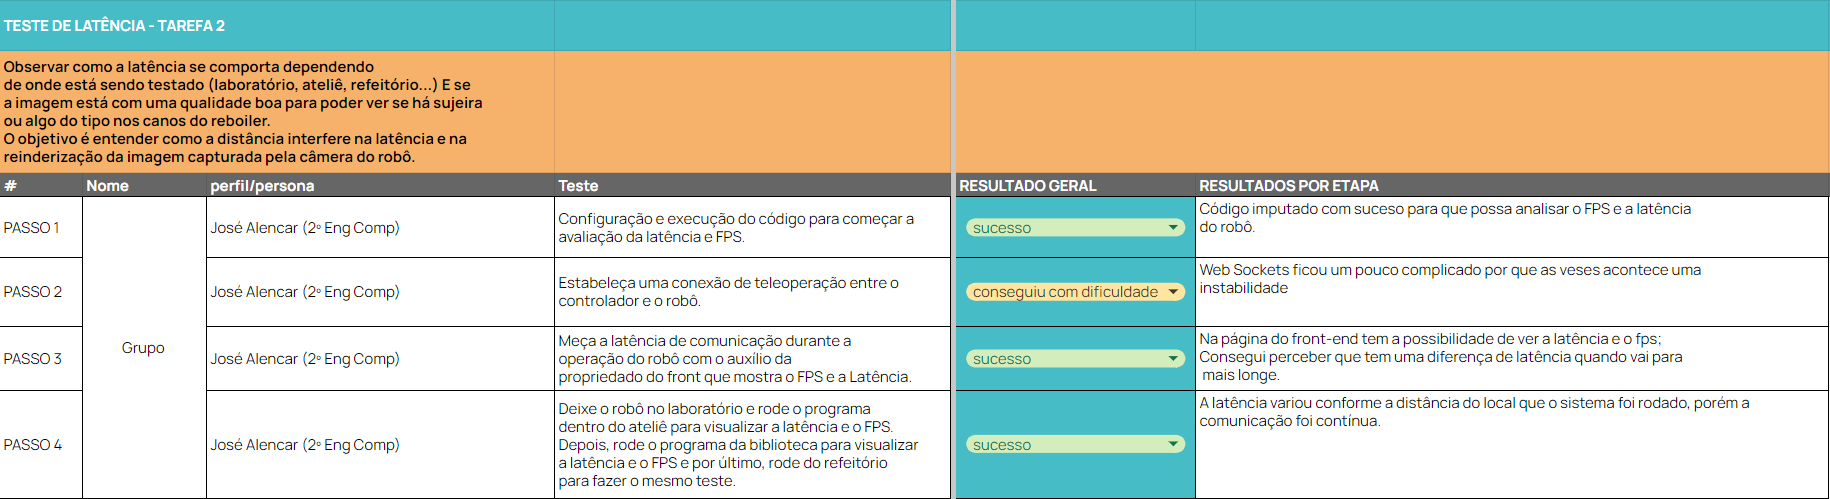 TESTE DE LATÊNCIA - TAREFA 2
Observar como a latência se comporta dependendo
de onde está sendo testado (laboratório, ateliê, refeitório...) E se
a imagem está com uma qualidade boa para poder ver se há sujeira
ou algo do tipo nos canos do reboiler.
O objetivo é entender como a distância interfere na latência e na
reinderização da imagem capturada pela câmera do robô.
# Nome perfil/persona Teste RESULTADO GERAL RESULTADOS POR ETAPA
PASSO 1
Grupo
José Alencar (2º Eng Comp)
Configuração e execução do código para começar a
avaliação da latência e FPS.
sucesso
Código imputado com suceso para que possa analisar o FPS e a latência
do robô.
PASSO 2
José Alencar (2º Eng Comp)
Estabeleça uma conexão de teleoperação entre o
controlador e o robô.
conseguiu com dificuldade
Web Sockets ficou um pouco complicado por que as veses acontece uma
instabilidade
PASSO 3
José Alencar (2º Eng Comp)
Meça a latência de comunicação durante a
operação do robô com o auxílio da
propriedado do front que mostra o FPS e a Latência.
sucesso
Na página do front-end tem a possibilidade de ver a latência e o fps;
Consegui perceber que tem uma diferença de latência quando vai para
mais longe.
PASSO 4
José Alencar (2º Eng Comp)
Deixe o robô no laboratório e rode o programa
dentro do ateliê para visualizar a latência e o FPS.
Depois, rode o programa da biblioteca para visualizar
a latência e o FPS e por último, rode do refeitório
para fazer o mesmo teste.
sucesso
A latência variou conforme a distância do local que o sistema foi rodado, porém a
comunicação foi contínua.